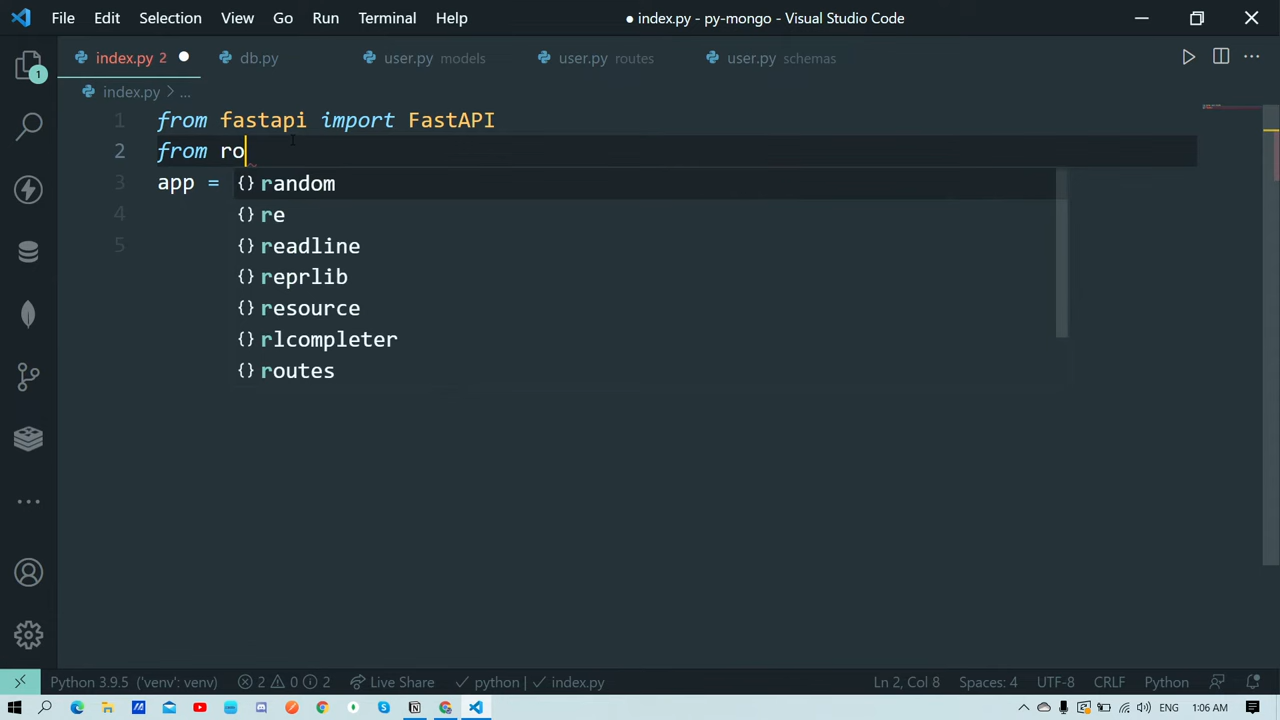 File Edit Selection View Go Run Terminal Help
● index.py - py-mongo - Visual Studio Code
index.py 2 ●
db.py
user.py models
user.py routes
user.py schemas
1
index.py > ...
1 from fastapi import FastAPI
2 from ro
3 app =
4
5
{} random
{} re
{} readline
{} reprlib
{} resource
{} rlcompleter
{} routes
Python 3.9.5 ('venv': venv) 2 0 2 Live Share ✓ python | ✓ index.py Ln 2, Col 8 Spaces: 4 UTF-8 CRLF Python
ENG 1:06 AM